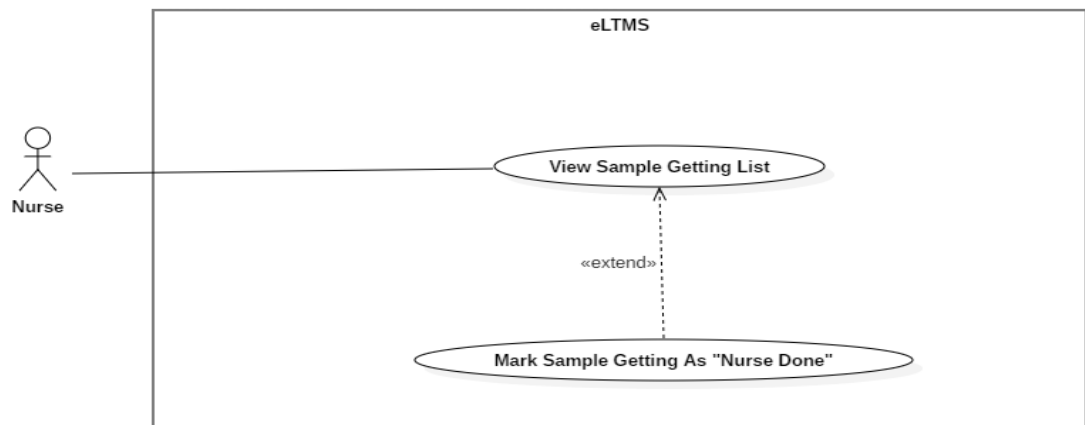 eLTMS
View Sample Getting List
Nurse
«extend»
Mark Sample Getting As "Nurse Done"